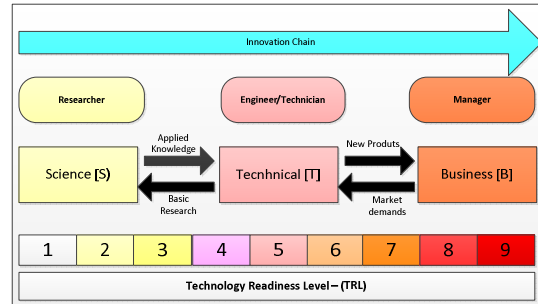 Innovation Chain
Researcher
Engineer/Technician
Manager
Applied
Knowledge
New Produts
Science [S]
Tecnhnical [T]
Business [B]
Basic
Research
Market
demands
1 2 3 4 5 6 7 8 9
Technology Readiness Level – (TRL)